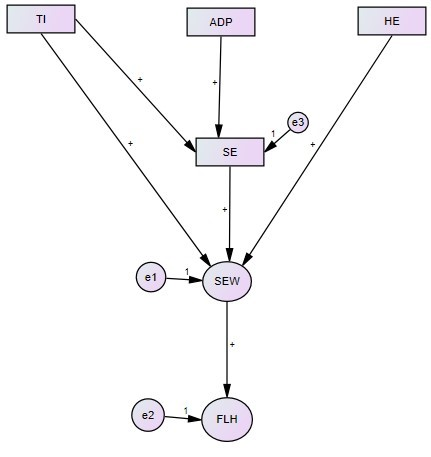 TI
ADP
HE
+
+
e3
1
+
+
SE
+
e1
1
SEW
+
e2
1
FLH